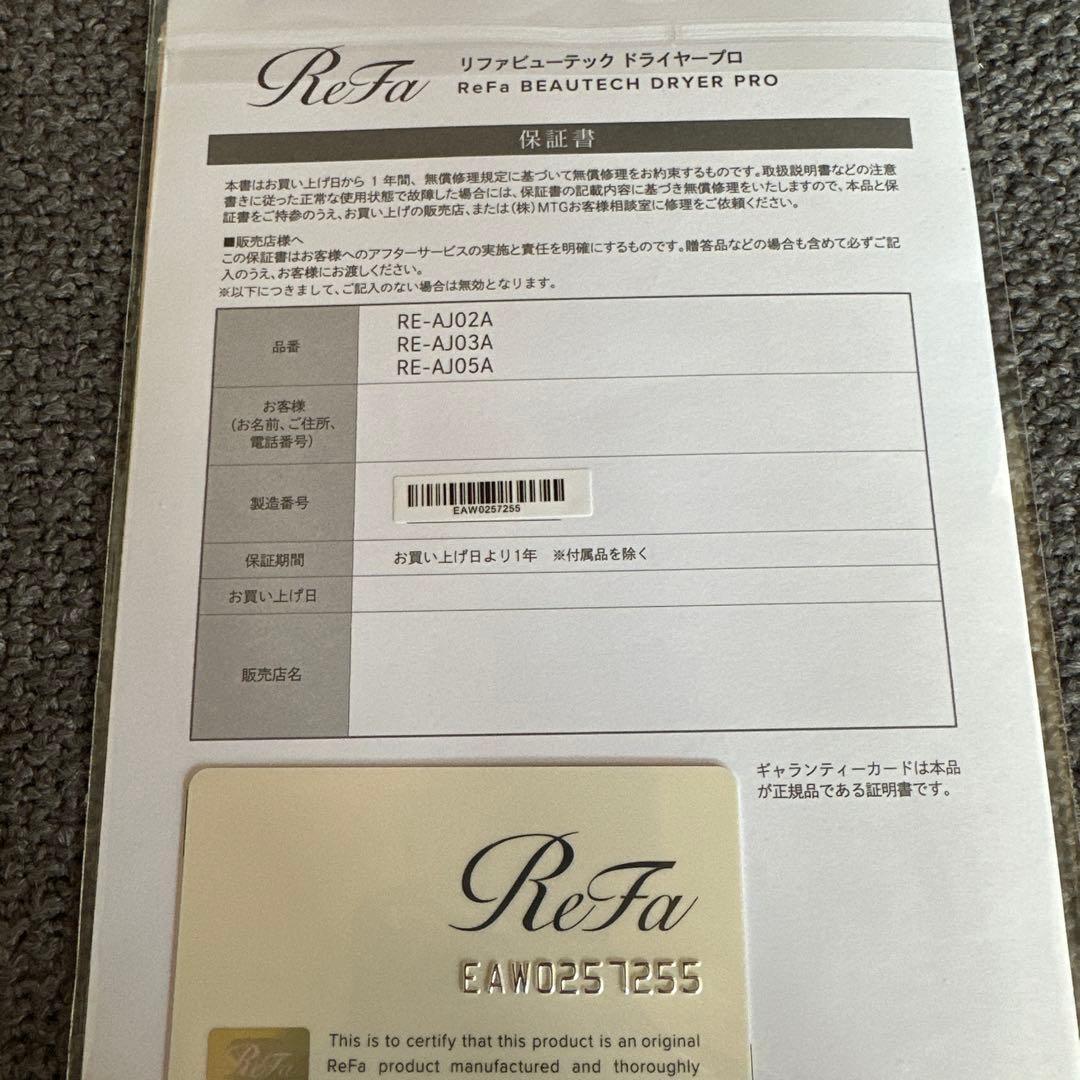 ReFa
リファビューテック ドライヤープロ
ReFa BEAUTECH DRYER PRO
保証書
本書はお買い上げ日から 1 年間、無償修理規定に基づいて無償修理をお約束するものです。取扱説明書などの注意
書きに従った正常な使用状態で故障した場合には、保証書の記載内容に基づき無償修理をいたしますので、本品と保
証書をご持参のうえ、お買い上げの販売店、または(株)MTGお客様相談室に修理をご依頼ください。
■販売店様へ
この保証書はお客様へのアフターサービスの実施と責任を明確にするものです。贈答品などの場合も含めて必ずご記
入のうえ、お客様にお渡しください。
※以下につきまして、ご記入のない場合は無効となります。
品番
RE-AJ02A
RE-AJ03A
RE-AJ05A
お客様
(お名前、ご住所、
電話番号)
製造番号
EAW0257255
保証期間
お買い上げ日より1年 ※付属品を除く
お買い上げ日
販売店名
ギャランティーカードは本品
が正規品である証明書です。
ReFa
EAW0257255
ReFa
This is to certify that this product is an original
ReFa product manufactured and thoroughly